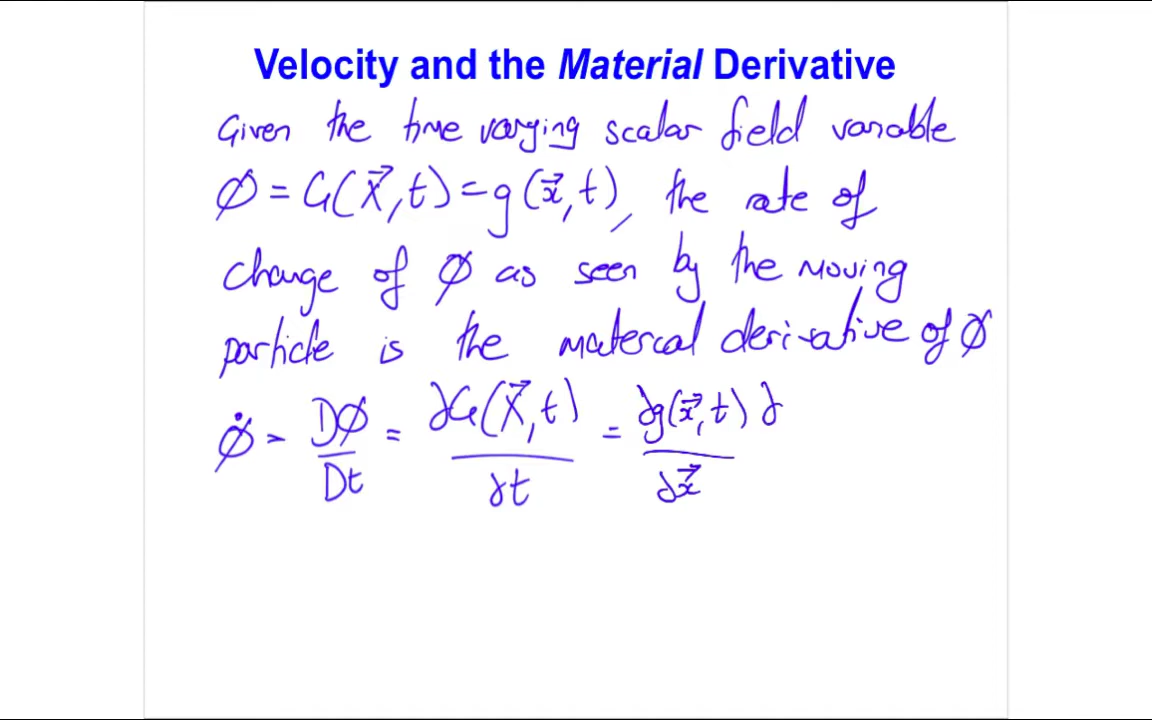 Velocity and the Material Derivative
Given the time varying scalar field variable
φ = G(X⃗, t) = g(x⃗, t), the rate of
change of φ as seen by the moving
particle is the material derivative of φ
φ̇ = Dφ/Dt = ∂G(X⃗, t)/∂t = ∂g(x⃗, t)/∂x⃗ ∂